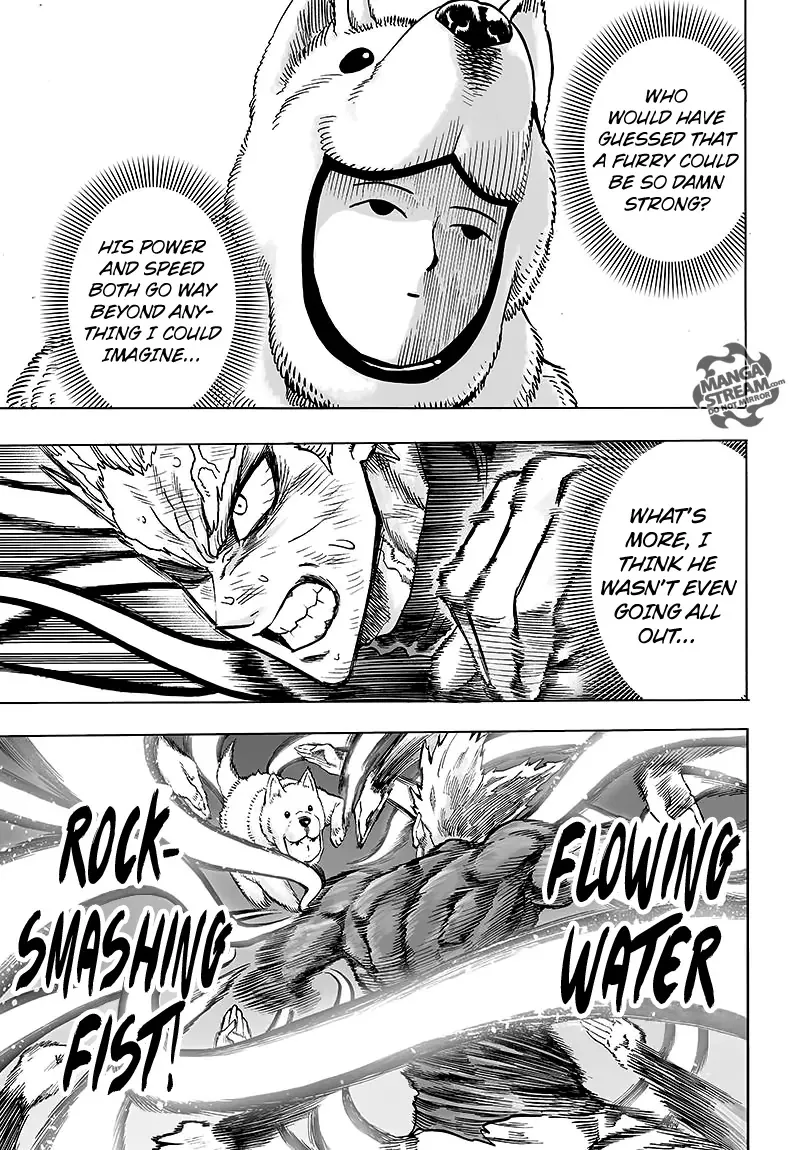 WHO
WOULD HAVE
GUESSED THAT
A FURRY COULD
BE SO DAMN
STRONG?
HIS POWER
AND SPEED
BOTH GO WAY
BEYOND ANY-
THING I COULD
IMAGINE...
MANGA
STREAM.com
DO NOT MIRROR
WHAT'S
MORE, I
THINK HE
WASN'T EVEN
GOING ALL
OUT...
FLOWING
WATER
ROCK-
SMASHING
FIST!